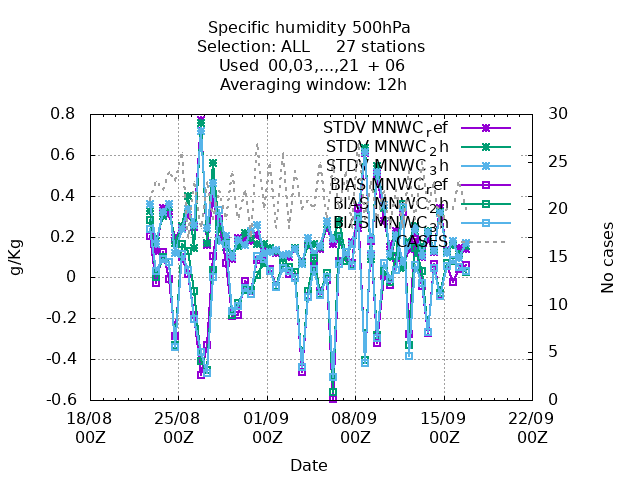 Specific humidity 500hPa
Selection: ALL 27 stations
Used 00,03,...,21 + 06
Averaging window: 12h
0.8
0.6
0.4
0.2
0
-0.2
-0.4
-0.6
g/Kg
30
25
20
15
10
5
0
No cases
STDV MNWC_ref
STDV MNWC_2h
STDV MNWC_3h
BIAS MNWC_ref
BIAS MNWC_2h
BIAS MNWC_3h
CASES
18/08 25/08 01/09 08/09 15/09 22/09
00Z 00Z 00Z 00Z 00Z 00Z
Date